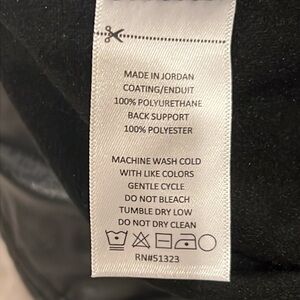 MADE IN JORDAN
COATING/ENDUIT
100% POLYURETHANE
BACK SUPPORT
100% POLYESTER
MACHINE WASH COLD
WITH LIKE COLORS
GENTLE CYCLE
DO NOT BLEACH
TUMBLE DRY LOW
DO NOT DRY CLEAN
RN#51323